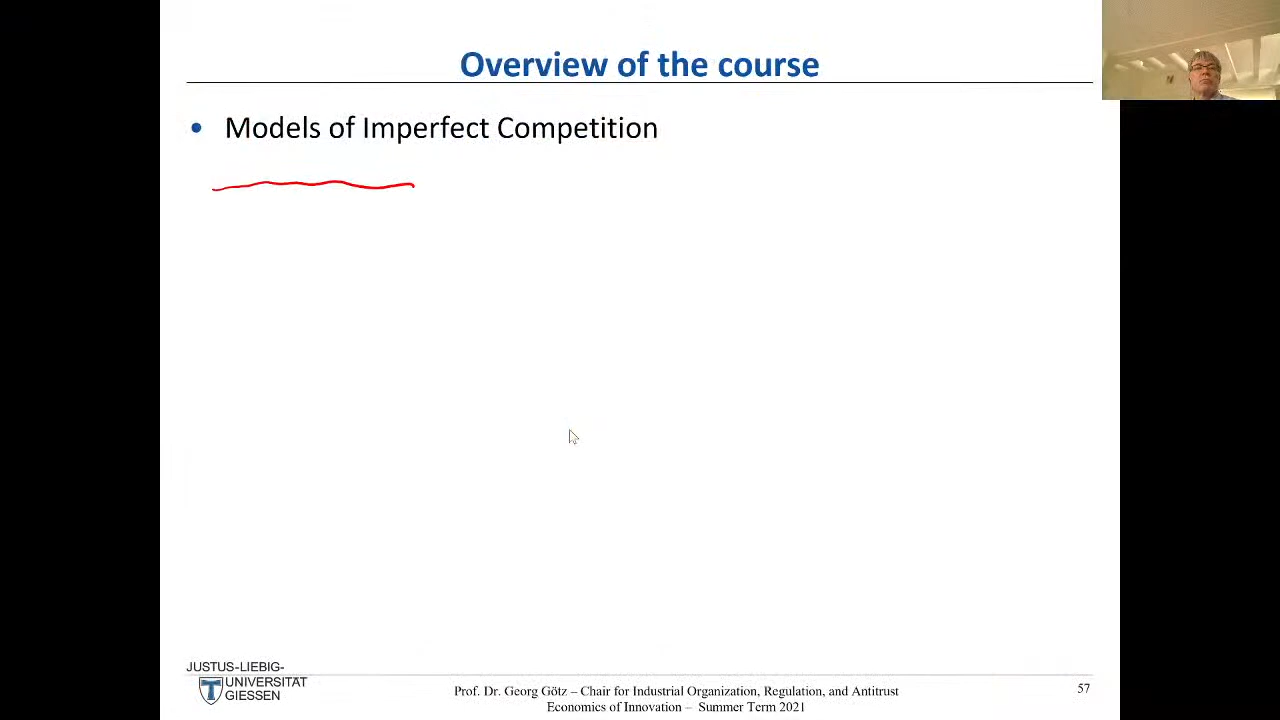 Overview of the course
• Models of Imperfect Competition
JUSTUS-LIEBIG-
UNIVERSITÄT
GIESSEN
Prof. Dr. Georg Götz – Chair for Industrial Organization, Regulation, and Antitrust
Economics of Innovation – Summer Term 2021
57